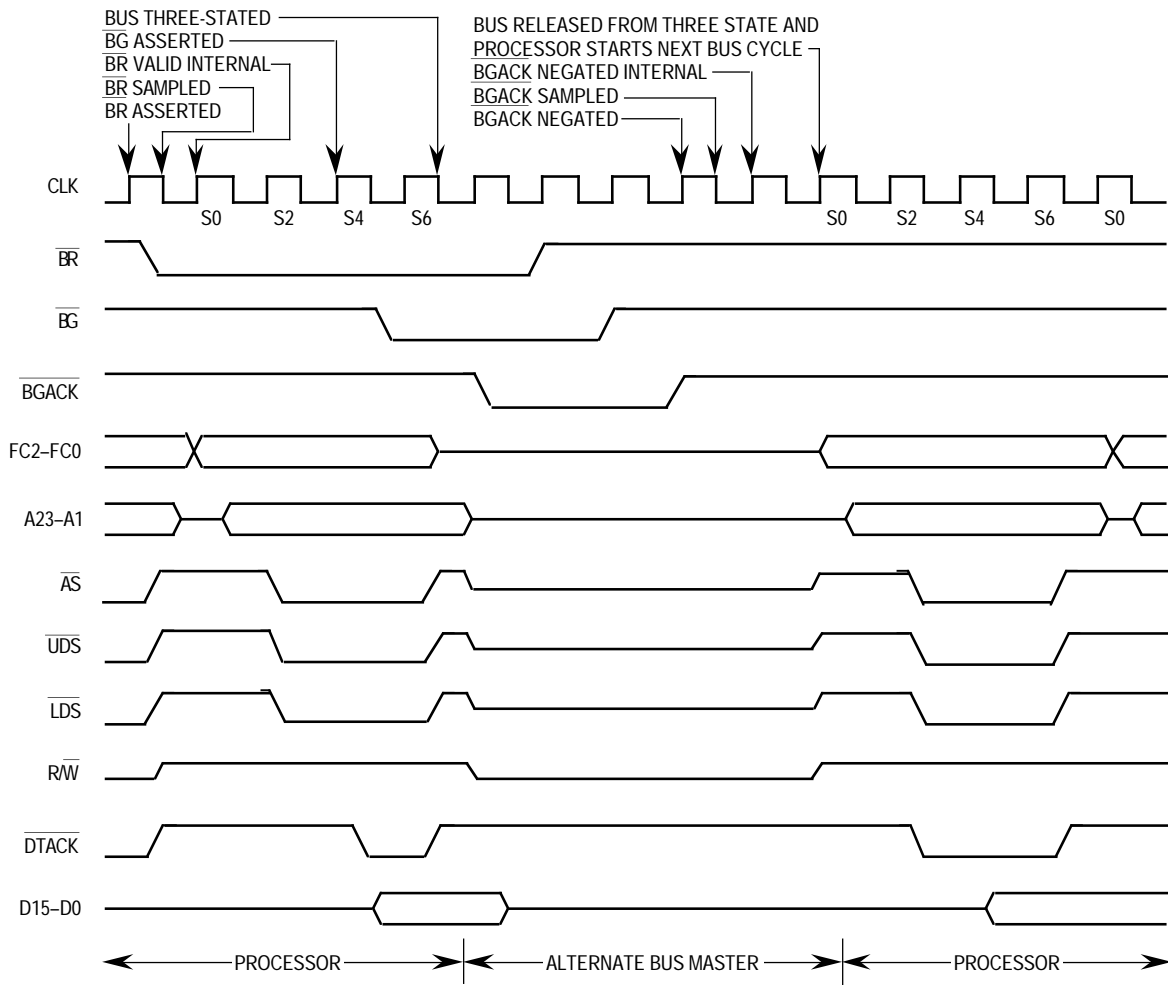 BUS THREE-STATED
BG ASSERTED
BR VALID INTERNAL
BR SAMPLED
BR ASSERTED
BUS RELEASED FROM THREE STATE AND
PROCESSOR STARTS NEXT BUS CYCLE
BGACK NEGATED INTERNAL
BGACK SAMPLED
BGACK NEGATED
CLK
S0 S2 S4 S6 S0 S2 S4 S6 S0
BR
BG
BGACK
FC2–FC0
A23–A1
AS
UDS
LDS
R/W
DTACK
D15–D0
PROCESSOR ALTERNATE BUS MASTER PROCESSOR